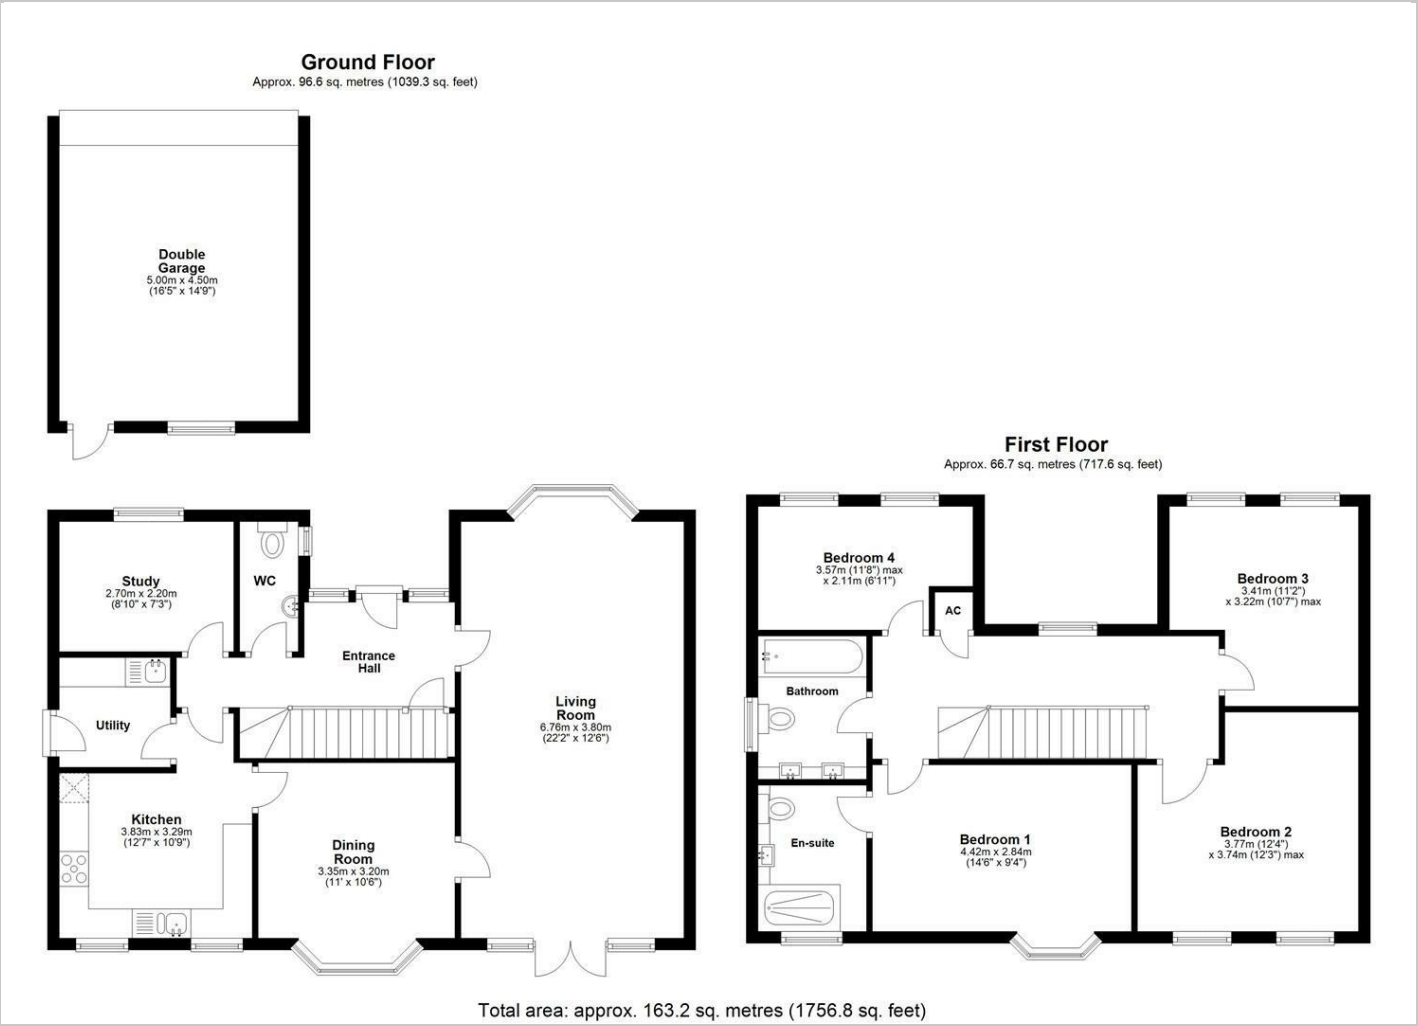 Ground Floor
Approx. 96.6 sq. metres (1039.3 sq. feet)
Double
Garage
5.00m x 4.50m
(16'5" x 14'9")
Study
2.70m x 2.20m
(8'10" x 7'3")
WC
Entrance
Hall
Utility
Living
Room
6.76m x 3.80m
(22'2" x 12'6")
Kitchen
3.83m x 3.29m
(12'7" x 10'9")
Dining
Room
3.35m x 3.20m
(11' x 10'6")
First Floor
Approx. 66.7 sq. metres (717.6 sq. feet)
Bedroom 4
3.57m (11'8") max
x 2.11m (6'11")
AC
Bedroom 3
3.41m (11'2")
x 3.22m (10'7") max
Bathroom
En-suite
Bedroom 1
4.42m x 2.84m
(14'6" x 9'4")
Bedroom 2
3.77m (12'4")
x 3.74m (12'3") max
Total area: approx. 163.2 sq. metres (1756.8 sq. feet)